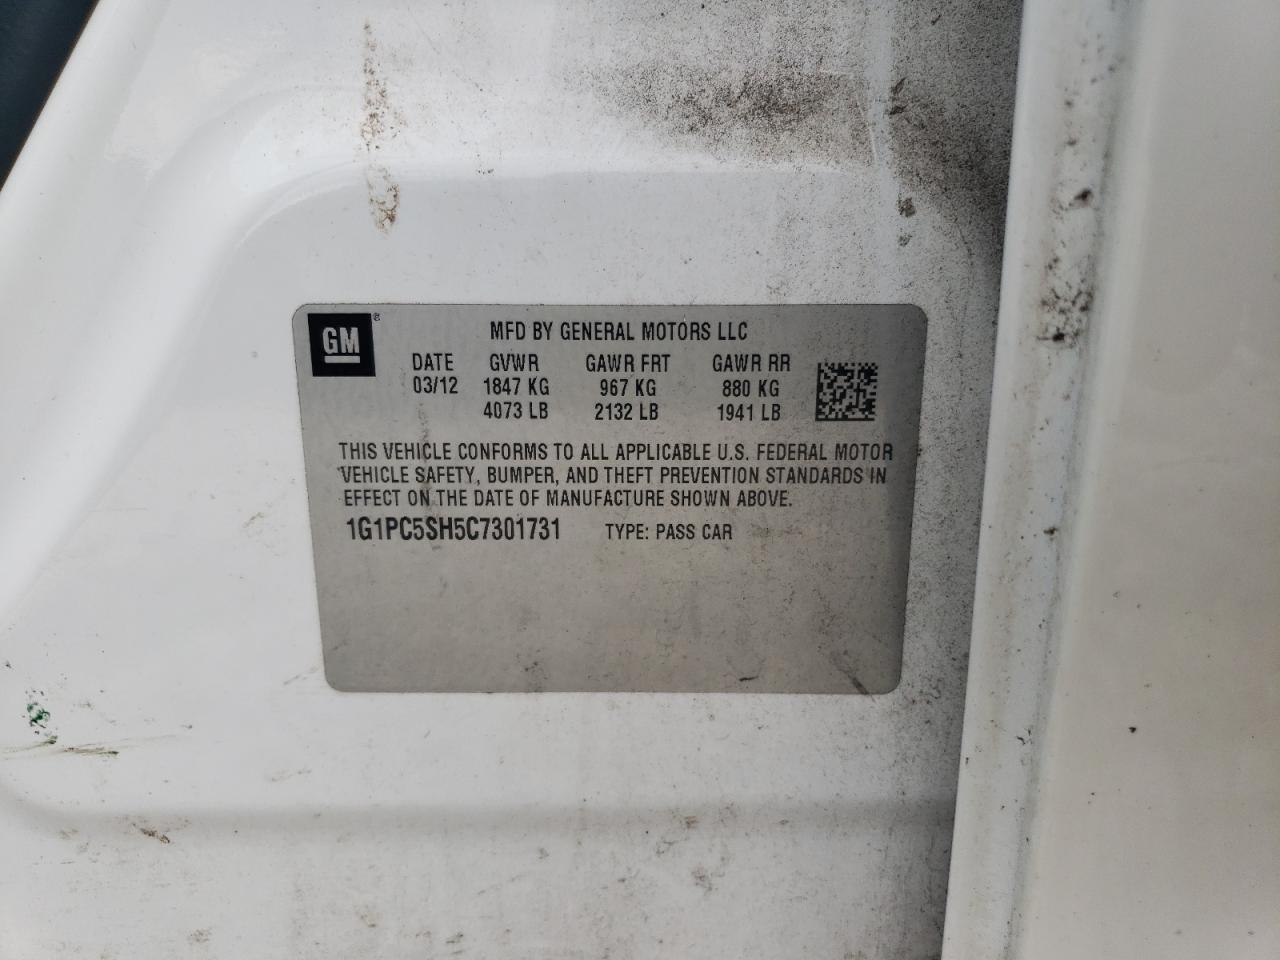 GM ®
MFD BY GENERAL MOTORS LLC
DATE GVWR GAWR FRT GAWR RR
03/12 1847 KG 967 KG 880 KG
4073 LB 2132 LB 1941 LB
THIS VEHICLE CONFORMS TO ALL APPLICABLE U.S. FEDERAL MOTOR
VEHICLE SAFETY, BUMPER, AND THEFT PREVENTION STANDARDS IN
EFFECT ON THE DATE OF MANUFACTURE SHOWN ABOVE.
1G1PC5SH5C7301731 TYPE: PASS CAR